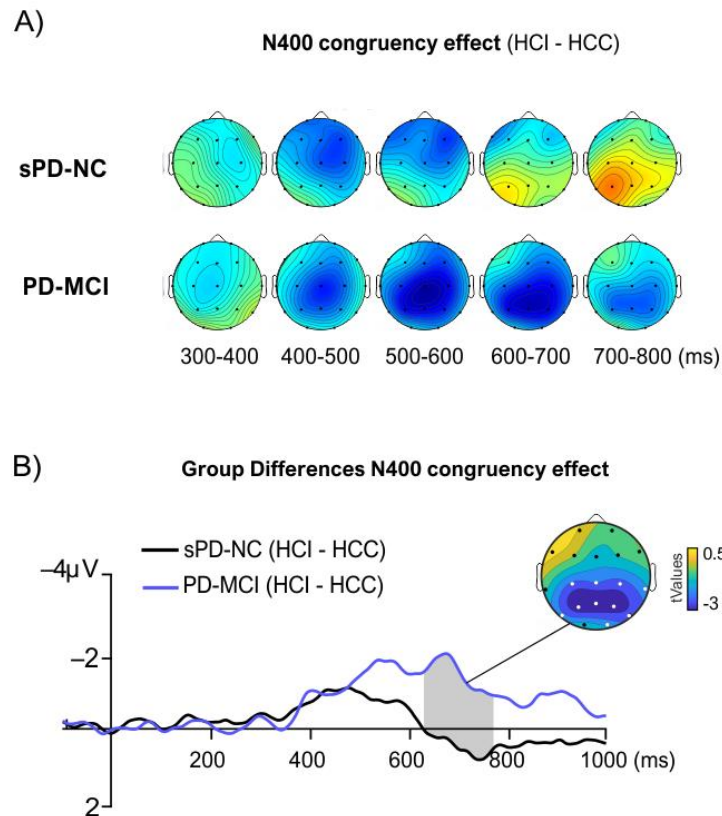 A)
N400 congruency effect (HCI - HCC)
sPD-NC
PD-MCI
300-400 400-500 500-600 600-700 700-800 (ms)
B)
Group Differences N400 congruency effect
sPD-NC (HCI - HCC)
PD-MCI (HCI - HCC)
–4µV
–2
2
200 400 600 800 1000 (ms)
0.5
-3
tValues